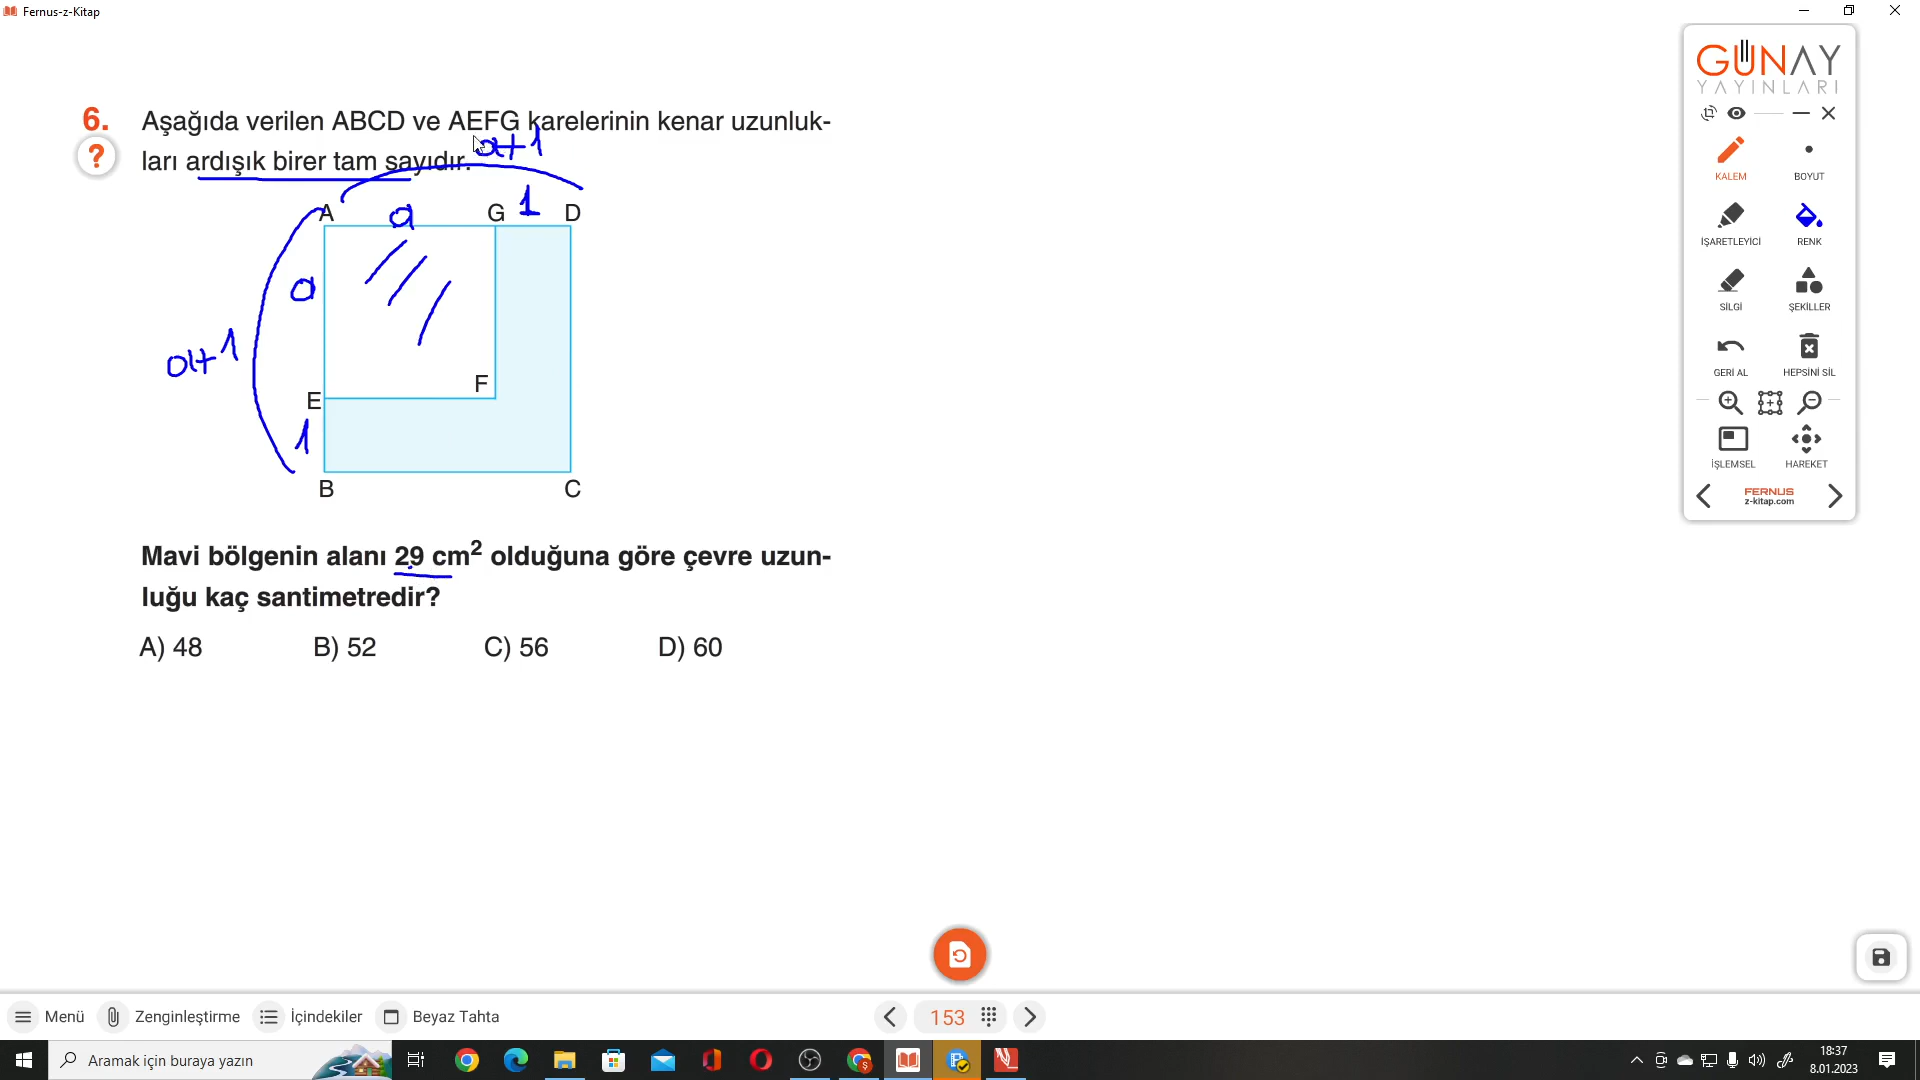 Fernus-z-Kitap
GÜNAY
YAYINLARI
KALEM
BOYUT
İŞARETLEYİCİ
RENK
SİLGİ
ŞEKİLLER
GERİ AL
HEPSİNİ SİL
İŞLEMSEL
HAREKET
FERNUS
z-kitap.com
6. Aşağıda verilen ABCD ve AEFG karelerinin kenar uzunluk-
? ları ardışık birer tam sayıdır.
a+1
A a G 1 D
a
a+1
F
E
1
B C
Mavi bölgenin alanı 29 cm² olduğuna göre çevre uzun-
luğu kaç santimetredir?
A) 48 B) 52 C) 56 D) 60
Menü Zenginleştirme İçindekiler Beyaz Tahta 153
Aramak için buraya yazın
18:37
8.01.2023